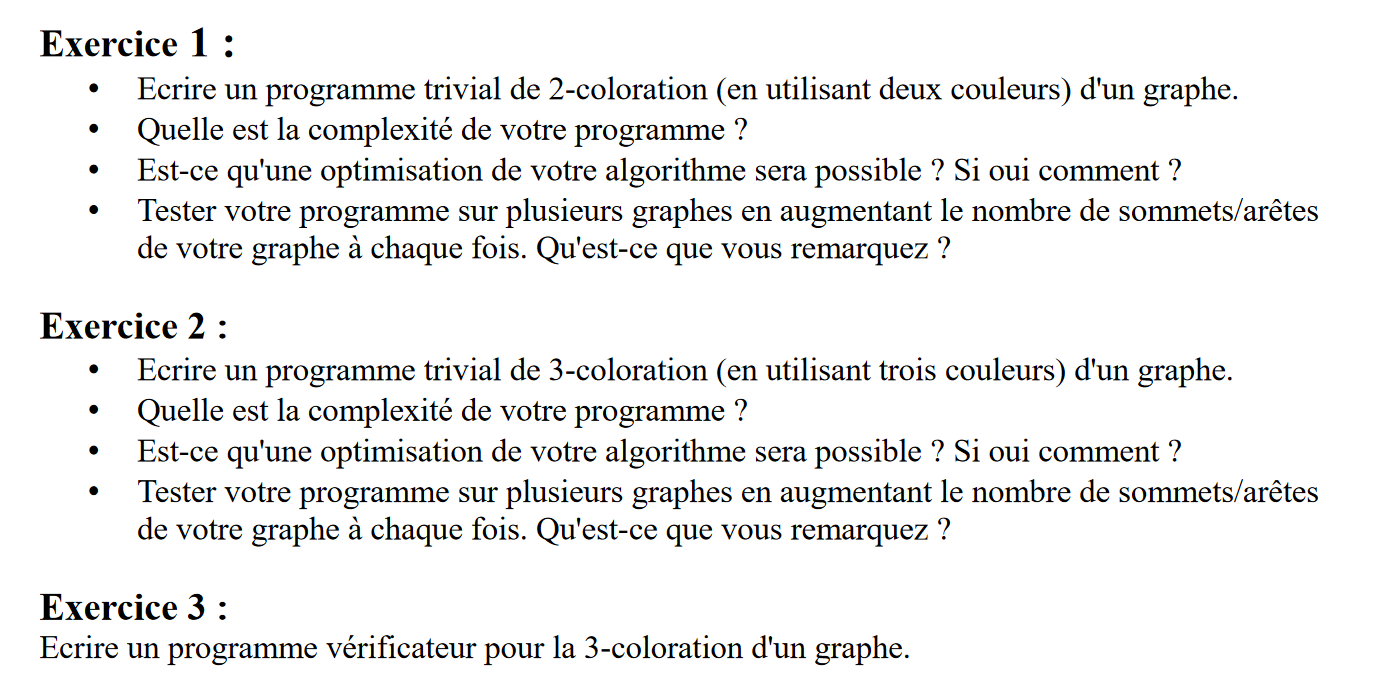 Exercice 1 :
• Ecrire un programme trivial de 2-coloration (en utilisant deux couleurs) d'un graphe.
• Quelle est la complexité de votre programme ?
• Est-ce qu'une optimisation de votre algorithme sera possible ? Si oui comment ?
• Tester votre programme sur plusieurs graphes en augmentant le nombre de sommets/arêtes
de votre graphe à chaque fois. Qu'est-ce que vous remarquez ?
Exercice 2 :
• Ecrire un programme trivial de 3-coloration (en utilisant trois couleurs) d'un graphe.
• Quelle est la complexité de votre programme ?
• Est-ce qu'une optimisation de votre algorithme sera possible ? Si oui comment ?
• Tester votre programme sur plusieurs graphes en augmentant le nombre de sommets/arêtes
de votre graphe à chaque fois. Qu'est-ce que vous remarquez ?
Exercice 3 :
Ecrire un programme vérificateur pour la 3-coloration d'un graphe.